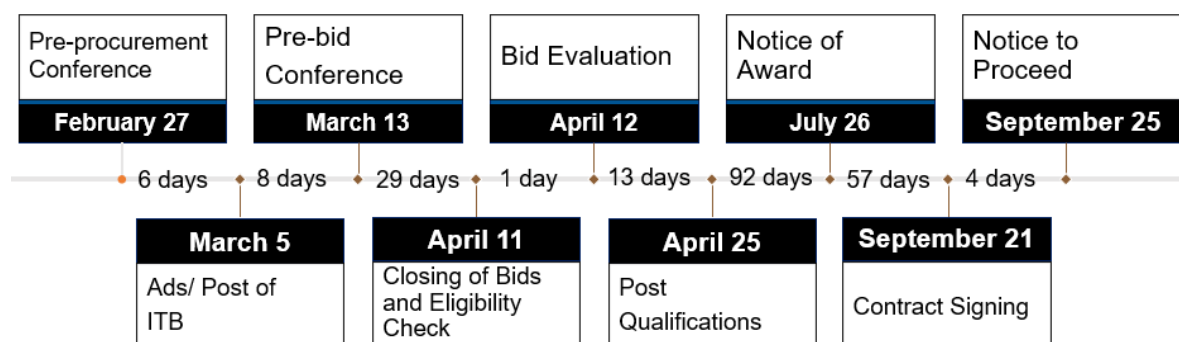 Pre-procurement
Conference
February 27
Pre-bid
Conference
March 13
Bid Evaluation
April 12
Notice of
Award
July 26
Notice to
Proceed
September 25
6 days
8 days
29 days
1 day
13 days
92 days
57 days
4 days
March 5
Ads/ Post of
ITB
April 11
Closing of Bids
and Eligibility
Check
April 25
Post
Qualifications
September 21
Contract Signing